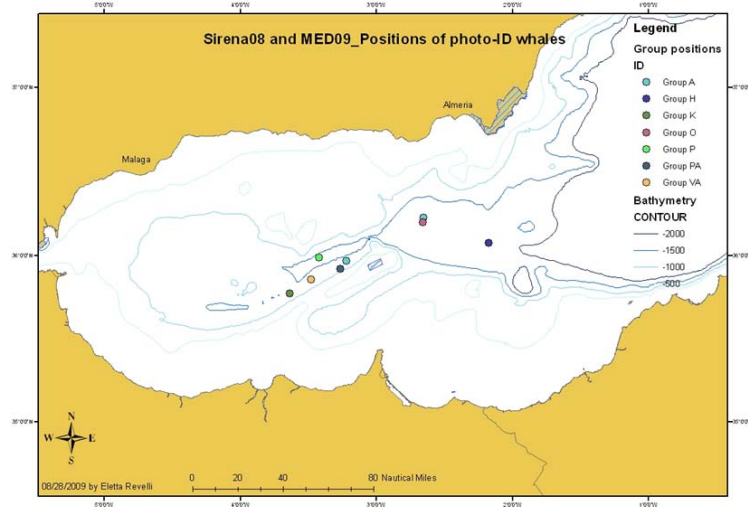 Sirena08 and MED09_Positions of photo-ID whales
Legend
Group positions
ID
Group A
Group H
Group K
Group O
Group P
Group PA
Group VA
Bathymetry
CONTOUR
-2000
-1500
-1000
-500
Almeria
Malaga
N
W E
S
0 20 40 80 Nautical Miles
08/28/2009 by Eletta Revelli